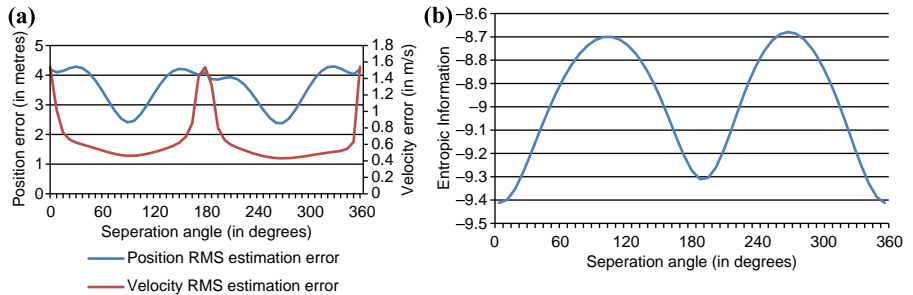 (a)
Position error (in metres)
5
4
3
2
1
0
1.8
1.6
1.4
1.2
1
0.8
0.6
0.4
0.2
0
Velocity error (in m/s)
0 60 120 180 240 300 360
Seperation angle (in degrees)
Position RMS estimation error
Velocity RMS estimation error
(b)
Entropic Information
–8.6
–8.7
–8.8
–8.9
–9
–9.1
–9.2
–9.3
–9.4
–9.5
0 60 120 180 240 300 360
Seperation angle (in degrees)